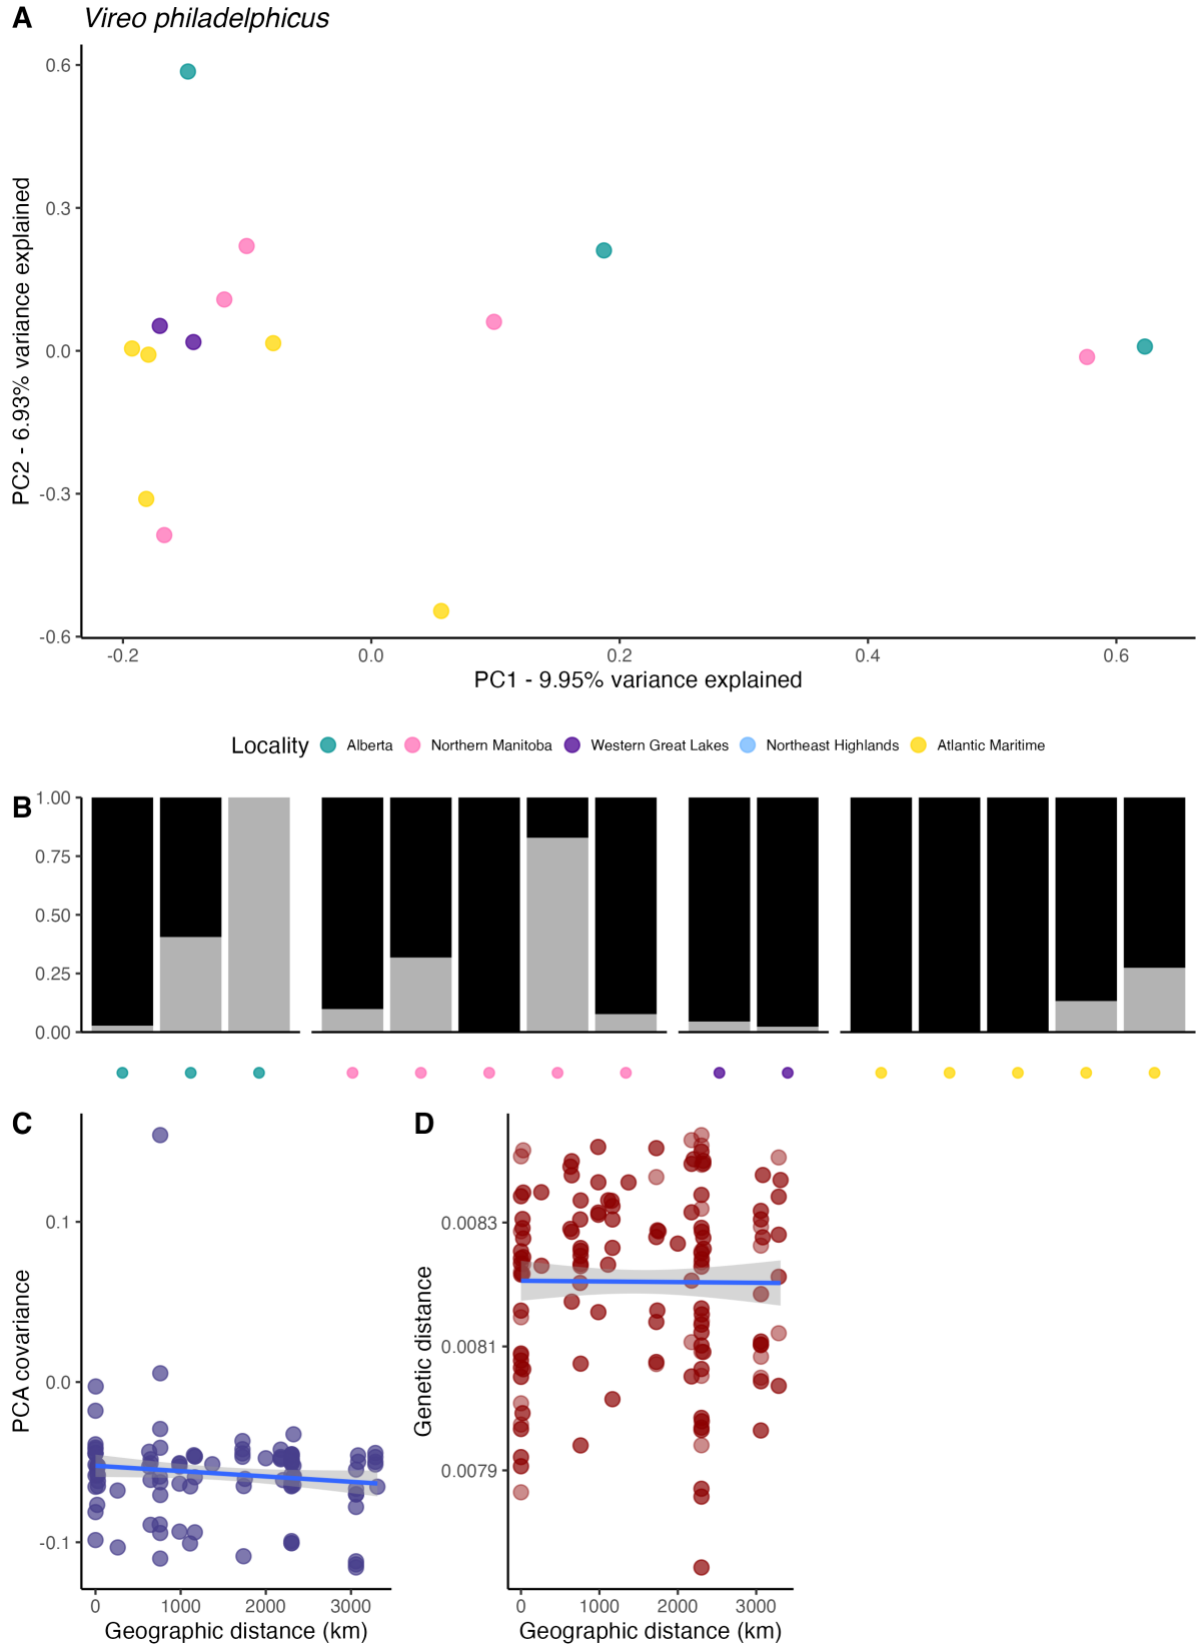 A Vireo philadelphicus
0.6
0.3
0.0
-0.3
-0.6
PC2 - 6.93% variance explained
-0.2 0.0 0.2 0.4 0.6
PC1 - 9.95% variance explained
Locality Alberta Northern Manitoba Western Great Lakes Northeast Highlands Atlantic Maritime
B
1.00
0.75
0.50
0.25
0.00
C
0.1
0.0
-0.1
PCA covariance
0 1000 2000 3000
Geographic distance (km)
D
0.0083
0.0081
0.0079
Genetic distance
0 1000 2000 3000
Geographic distance (km)